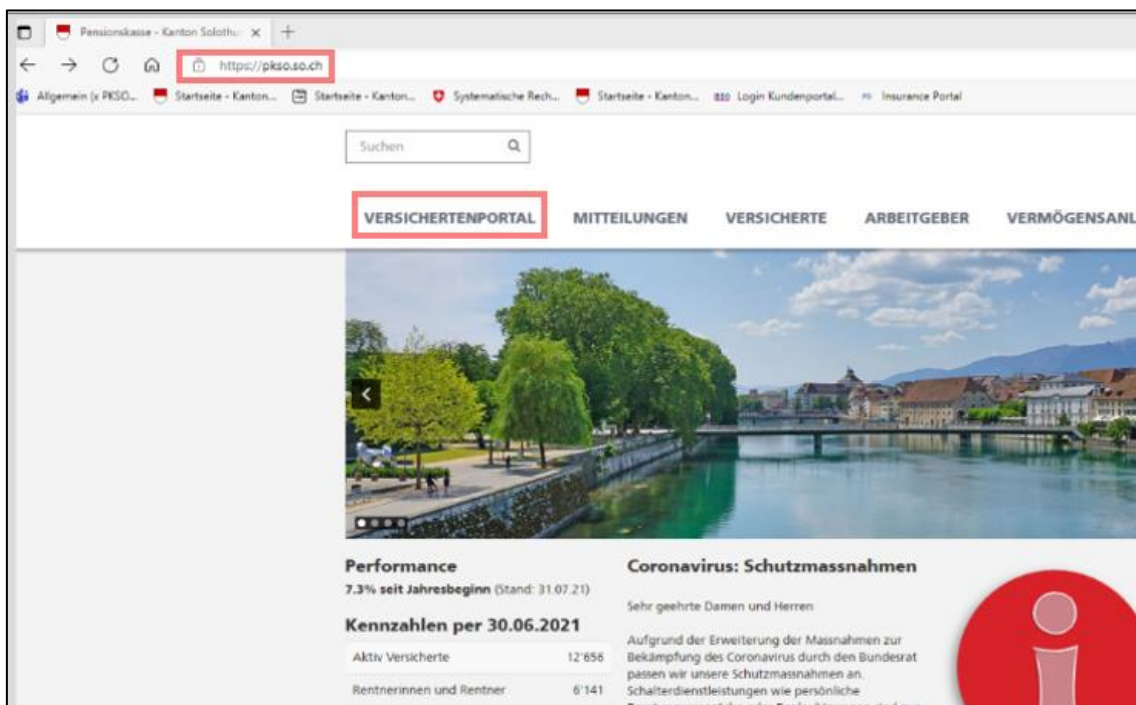 Pensionskasse - Kanton Solothu
https://pkso.so.ch
Allgemein (x PKSO... Startseite - Kanton... Startseite - Kanton... Systematische Rech... Startseite - Kanton... Login Kundenportal... Insurance Portal
Suchen
VERSICHERTENPORTAL MITTEILUNGEN VERSICHERTE ARBEITGEBER VERMÖGENSANL
Performance
7.3% seit Jahresbeginn (Stand: 31.07.21)
Kennzahlen per 30.06.2021
Aktiv Versicherte 12'656
Rentnerinnen und Rentner 6'141
Coronavirus: Schutzmassnahmen
Sehr geehrte Damen und Herren
Aufgrund der Erweiterung der Massnahmen zur
Bekämpfung des Coronavirus durch den Bundesrat
passen wir unsere Schutzmassnahmen an.
Schalterdienstleistungen wie persönliche